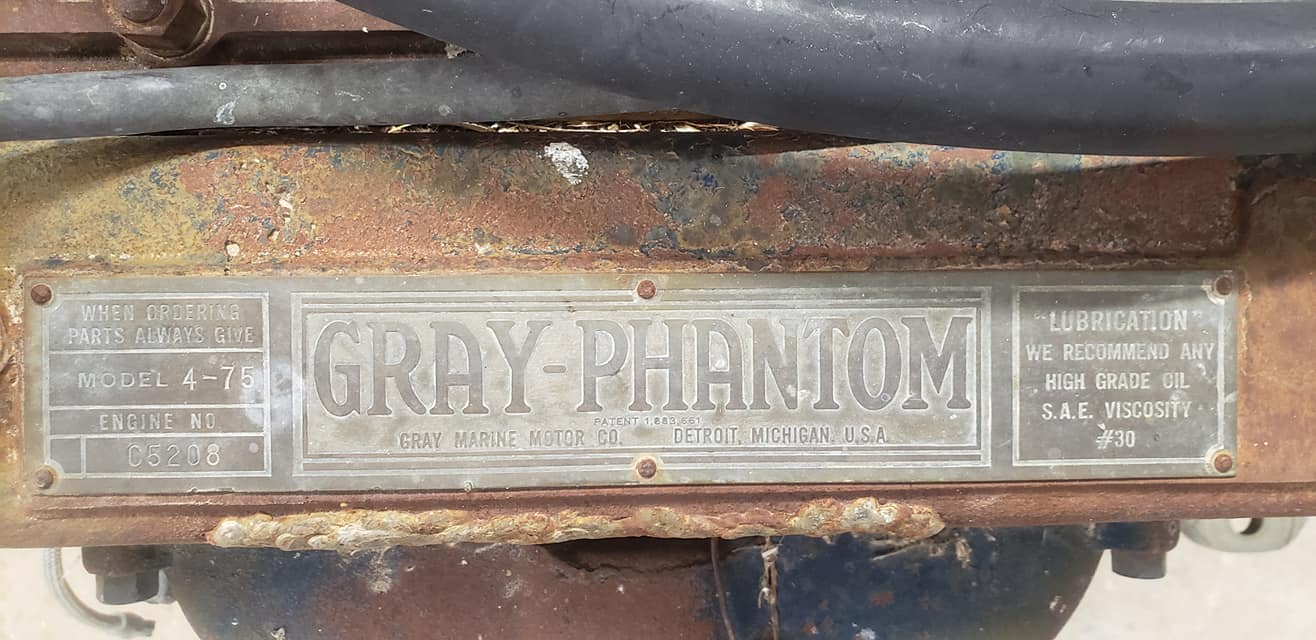 WHEN ORDERING
PARTS ALWAYS GIVE
MODEL 4-75
ENGINE NO
C5208
GRAY-PHANTOM
PATENT 1,883,661
GRAY MARINE MOTOR CO. DETROIT, MICHIGAN. U.S.A.
"LUBRICATION"
WE RECOMMEND ANY
HIGH GRADE OIL
S.A.E. VISCOSITY
#30